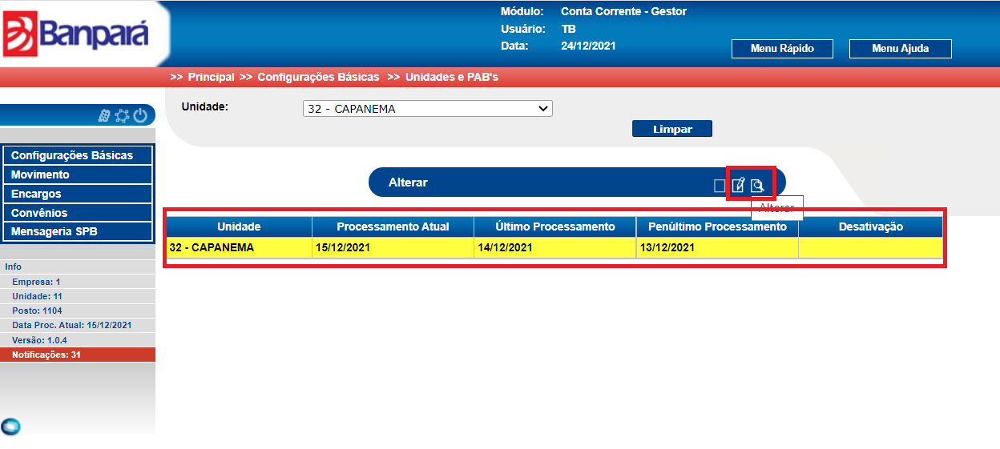 Banpará
Módulo: Conta Corrente - Gestor
Usuário: TB
Data: 24/12/2021
Menu Rápido
Menu Ajuda
>> Principal >> Configurações Básicas >> Unidades e PAB's
Unidade: 32 - CAPANEMA
Limpar
Configurações Básicas
Movimento
Encargos
Convênios
Mensageria SPB
Info
Empresa: 1
Unidade: 11
Posto: 1104
Data Proc. Atual: 15/12/2021
Versão: 1.0.4
Notificações: 31
Alterar
Alterar
Unidade Processamento Atual Último Processamento Penúltimo Processamento Desativação
32 - CAPANEMA 15/12/2021 14/12/2021 13/12/2021